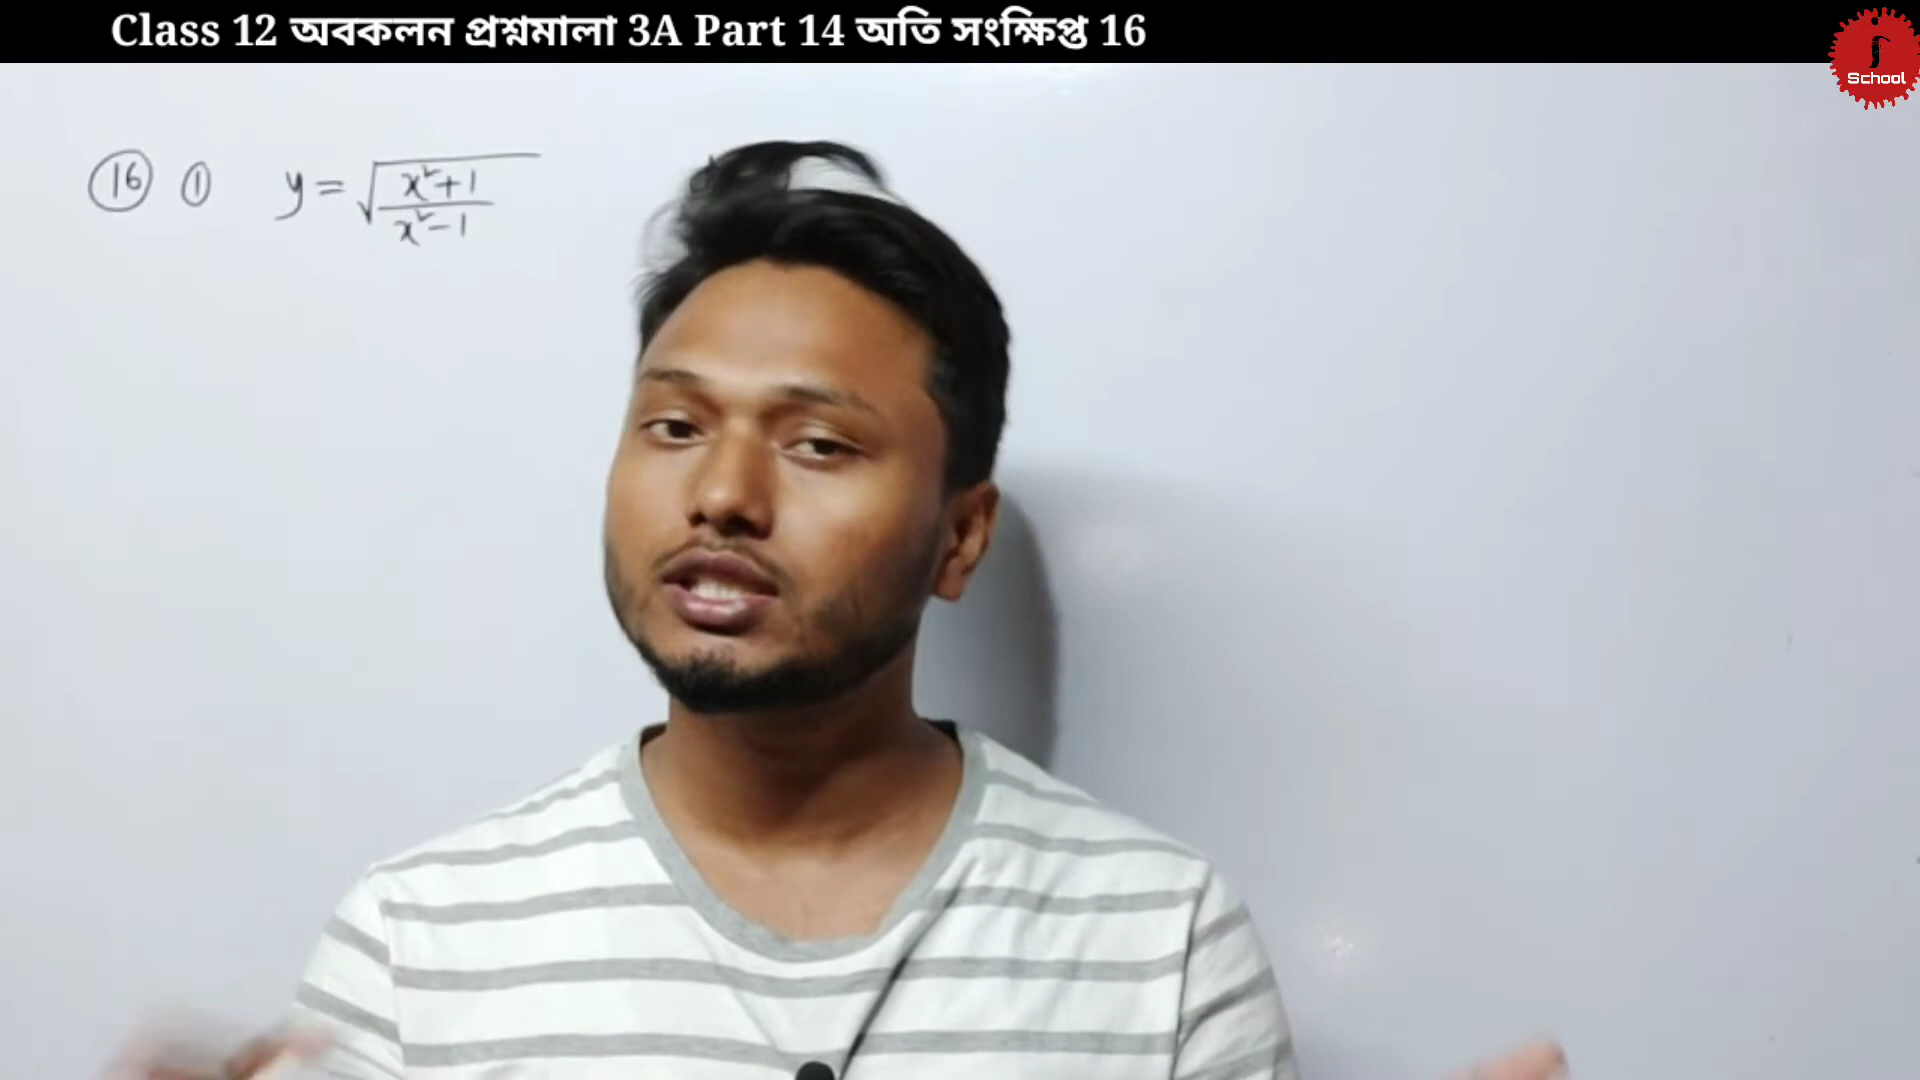 Class 12 অবকলন প্রশ্নমালা 3A Part 14 অতি সংক্ষিপ্ত 16
ʃ
School
(16) (1) y = √((x²+1)/(x²-1))